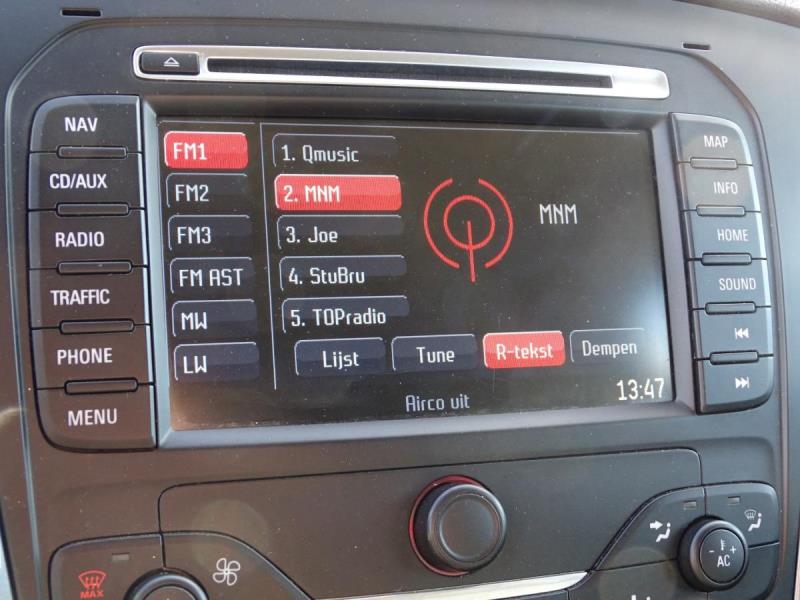 NAV
CD/AUX
RADIO
TRAFFIC
PHONE
MENU
FM1
FM2
FM3
FM AST
MW
LW
1. Qmusic
2. MNM
3. Joe
4. StuBru
5. TOPradio
MNM
Lijst
Tune
R-tekst
Dempen
Airco uit
13:47
MAP
INFO
HOME
SOUND
MAX
- +
AC